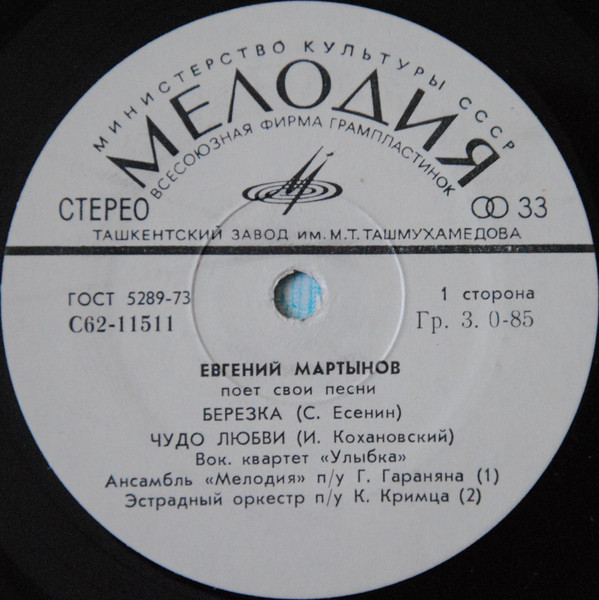 МИНИСТЕРСТВО КУЛЬТУРЫ СССР
МЕЛОДИЯ
ВСЕСОЮЗНАЯ ФИРМА ГРАМПЛАСТИНОК
СТЕРЕО 33
ТАШКЕНТСКИЙ ЗАВОД ИМ. М.Т. ТАШМУХАМЕДОВА
ГОСТ 5289-73 1 сторона
С62-11511 Гр. 3. 0-85
ЕВГЕНИЙ МАРТЫНОВ
поет свои песни
БЕРЕЗКА (С. Есенин)
ЧУДО ЛЮБВИ (И. Кохановский)
Вок. квартет «Улыбка»
Ансамбль «Мелодия» п/у Г. Гараняна (1)
Эстрадный оркестр п/у К. Кримца (2)